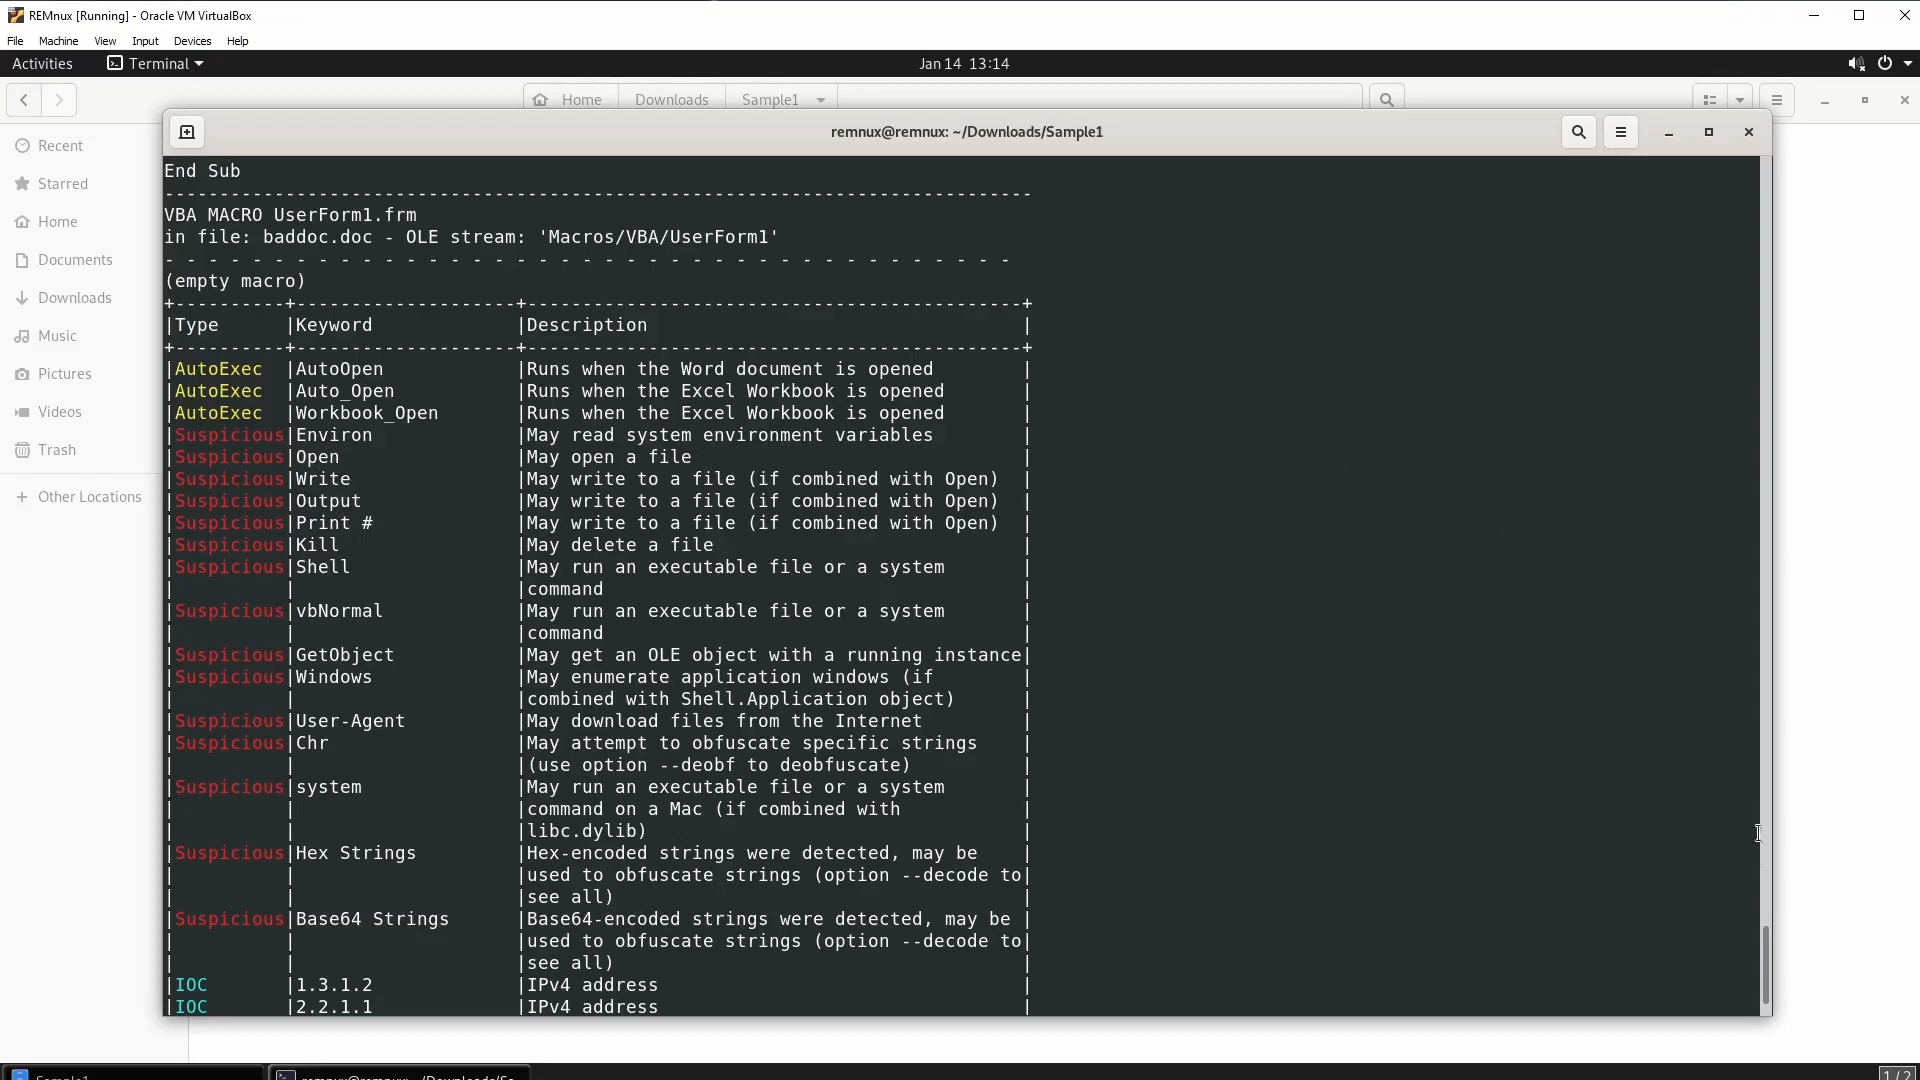 REMnux [Running] - Oracle VM VirtualBox
File Machine View Input Devices Help
Activities Terminal Jan 14 13:14
Home Downloads Sample1
remnux@remnux: ~/Downloads/Sample1
Recent
Starred
Home
Documents
Downloads
Music
Pictures
Videos
Trash
+ Other Locations
End Sub
-------------------------------------------------------------------------------
VBA MACRO UserForm1.frm
in file: baddoc.doc - OLE stream: 'Macros/VBA/UserForm1'
- - - - - - - - - - - - - - - - - - - - - - - - - - - - - - - - - - - - - - -
(empty macro)
+----------+--------------------+---------------------------------------------+
|Type      |Keyword             |Description                                  |
+----------+--------------------+---------------------------------------------+
|AutoExec  |AutoOpen            |Runs when the Word document is opened        |
|AutoExec  |Auto_Open           |Runs when the Excel Workbook is opened       |
|AutoExec  |Workbook_Open       |Runs when the Excel Workbook is opened       |
|Suspicious|Environ             |May read system environment variables        |
|Suspicious|Open                |May open a file                              |
|Suspicious|Write               |May write to a file (if combined with Open)  |
|Suspicious|Output              |May write to a file (if combined with Open)  |
|Suspicious|Print #             |May write to a file (if combined with Open)  |
|Suspicious|Kill                |May delete a file                            |
|Suspicious|Shell               |May run an executable file or a system       |
|          |                    |command                                      |
|Suspicious|vbNormal            |May run an executable file or a system       |
|          |                    |command                                      |
|Suspicious|GetObject           |May get an OLE object with a running instance|
|Suspicious|Windows             |May enumerate application windows (if        |
|          |                    |combined with Shell.Application object)      |
|Suspicious|User-Agent          |May download files from the Internet         |
|Suspicious|Chr                 |May attempt to obfuscate specific strings    |
|          |                    |(use option --deobf to deobfuscate)          |
|Suspicious|system              |May run an executable file or a system       |
|          |                    |command on a Mac (if combined with           |
|          |                    |libc.dylib)                                  |
|Suspicious|Hex Strings         |Hex-encoded strings were detected, may be    |
|          |                    |used to obfuscate strings (option --decode to|
|          |                    |see all)                                     |
|Suspicious|Base64 Strings      |Base64-encoded strings were detected, may be |
|          |                    |used to obfuscate strings (option --decode to|
|          |                    |see all)                                     |
|IOC       |1.3.1.2             |IPv4 address                                 |
|IOC       |2.2.1.1             |IPv4 address                                 |
Sample1 remnux@remnux: ~/Downloads/Sa... 1 / 2